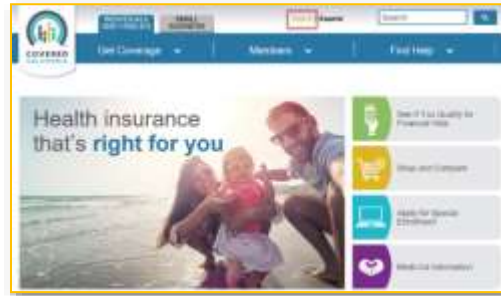 INDIVIDUALS
AND FAMILIES
SMALL
BUSINESS
Español
Search
COVERED
CALIFORNIA
Get Coverage
Members
Find Help
Health insurance
that's right for you
See if You Qualify for
Financial Help
Shop and Compare
Apply for Special
Enrollment
Medi-Cal Information